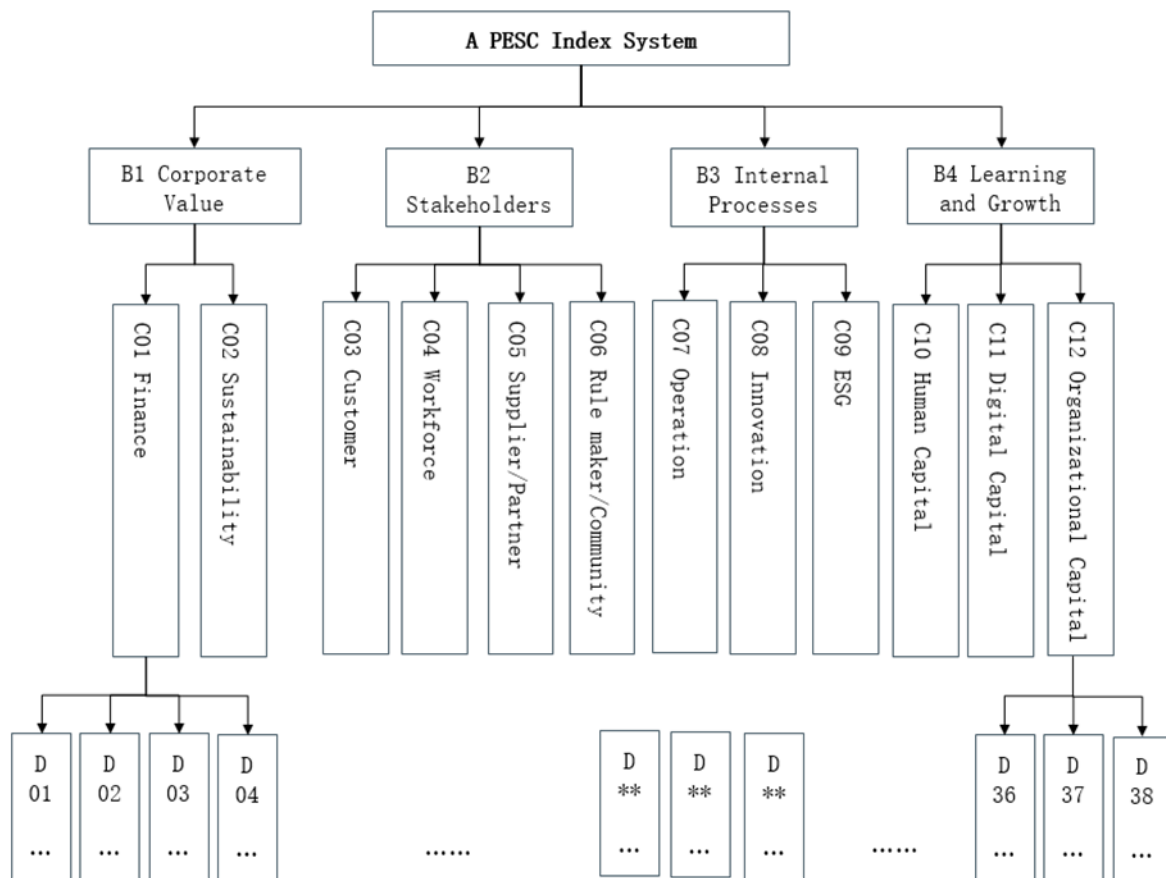 A PESC Index System
B1 Corporate
Value
B2
Stakeholders
B3 Internal
Processes
B4 Learning
and Growth
C01 Finance
C02 Sustainability
C03 Customer
C04 Workforce
C05 Supplier/Partner
C06 Rule maker/Community
C07 Operation
C08 Innovation
C09 ESG
C10 Human Capital
C11 Digital Capital
C12 Organizational Capital
D
01
...
D
02
...
D
03
...
D
04
...
......
D
**
...
D
**
...
D
**
...
......
D
36
...
D
37
...
D
38
...